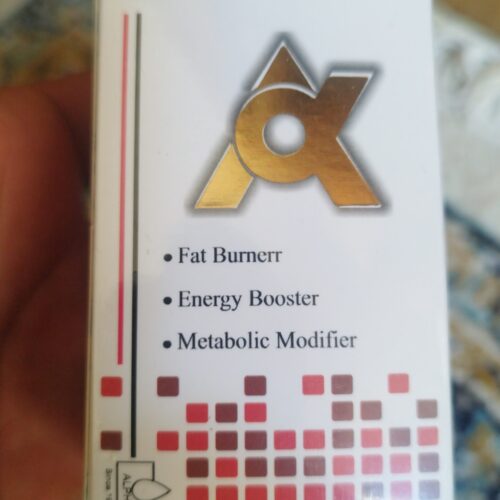 • Fat Burnerr
• Energy Booster
• Metabolic Modifier